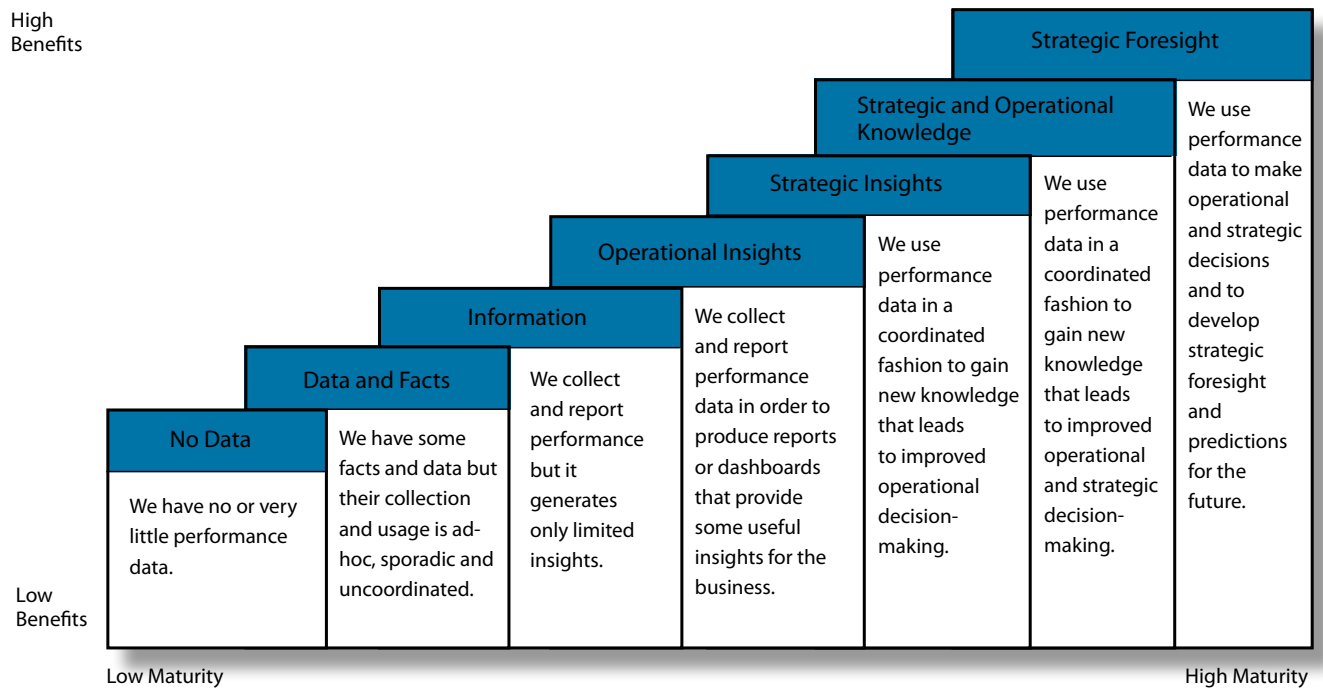 High
Benefits
Strategic Foresight
Strategic and Operational
Knowledge
Strategic Insights
Operational Insights
Information
Data and Facts
No Data
We have no or very
little performance
data.
We have some
facts and data but
their collection
and usage is ad-
hoc, sporadic and
uncoordinated.
We collect
and report
performance
but it
generates
only limited
insights.
We collect
and report
performance
data in order to
produce reports
or dashboards
that provide
some useful
insights for the
business.
We use
performance
data in a
coordinated
fashion to gain
new knowledge
that leads
to improved
operational
decision-
making.
We use
performance
data in a
coordinated
fashion to
gain new
knowledge
that leads
to improved
operational
and strategic
decision-
making.
We use
performance
data to make
operational
and strategic
decisions
and to
develop
strategic
foresight
and
predictions
for the
future.
Low
Benefits
Low Maturity
High Maturity